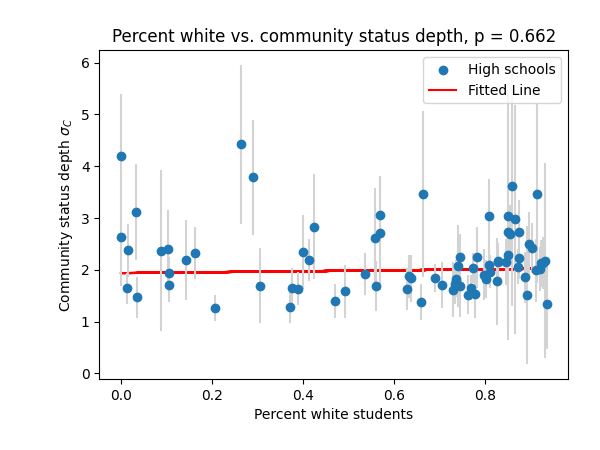 Percent white vs. community status depth, p = 0.662
High schools
Fitted Line
Community status depth σ_C
6
5
4
3
2
1
0
0.0 0.2 0.4 0.6 0.8
Percent white students